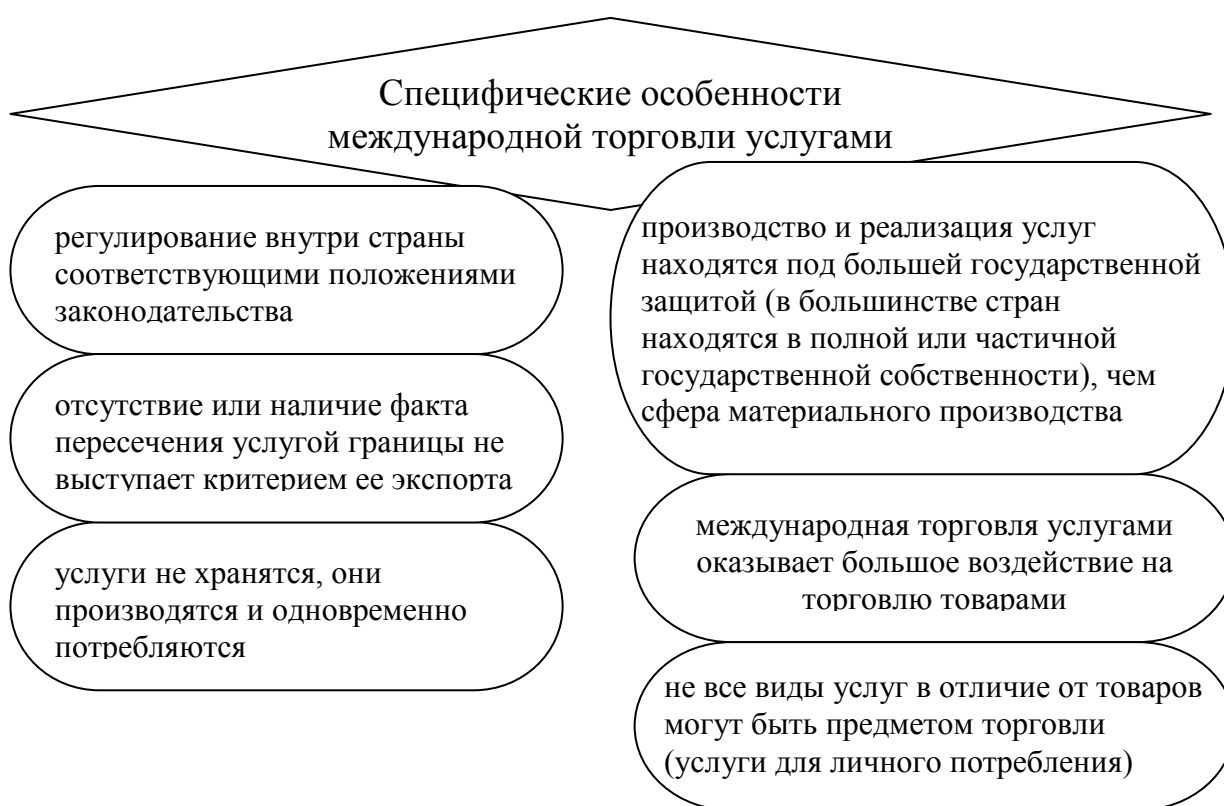 Специфические особенности
международной торговли услугами
регулирование внутри страны
соответствующими положениями
законодательства
отсутствие или наличие факта
пересечения услугой границы не
выступает критерием ее экспорта
услуги не хранятся, они
производятся и одновременно
потребляются
производство и реализация услуг
находятся под большей государственной
защитой (в большинстве стран
находятся в полной или частичной
государственной собственности), чем
сфера материального производства
международная торговля услугами
оказывает большое воздействие на
торговлю товарами
не все виды услуг в отличие от товаров
могут быть предметом торговли
(услуги для личного потребления)